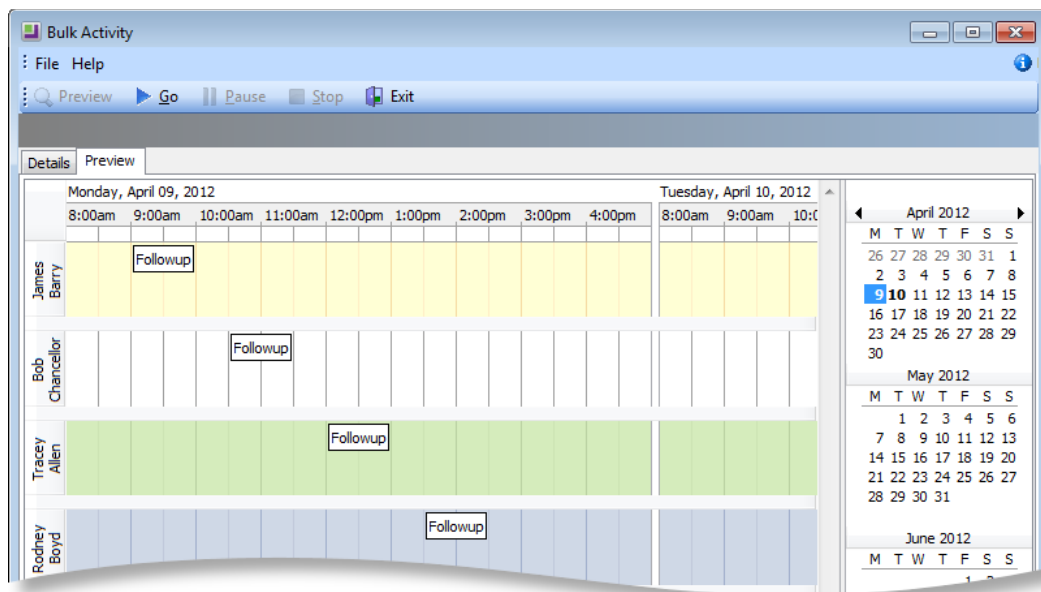 Bulk Activity
File Help
Preview Go Pause Stop Exit
Details Preview
Monday, April 09, 2012 Tuesday, April 10, 2012
8:00am 9:00am 10:00am 11:00am 12:00pm 1:00pm 2:00pm 3:00pm 4:00pm 8:00am 9:00am
James
Barry
Followup
Bob
Chancellor
Followup
Tracey
Allen
Followup
Rodney
Boyd
Followup
April 2012
M T W T F S S
26 27 28 29 30 31 1
2 3 4 5 6 7 8
9 10 11 12 13 14 15
16 17 18 19 20 21 22
23 24 25 26 27 28 29
30
May 2012
M T W T F S S
1 2 3 4 5 6
7 8 9 10 11 12 13
14 15 16 17 18 19 20
21 22 23 24 25 26 27
28 29 30 31
June 2012
M T W T F S S